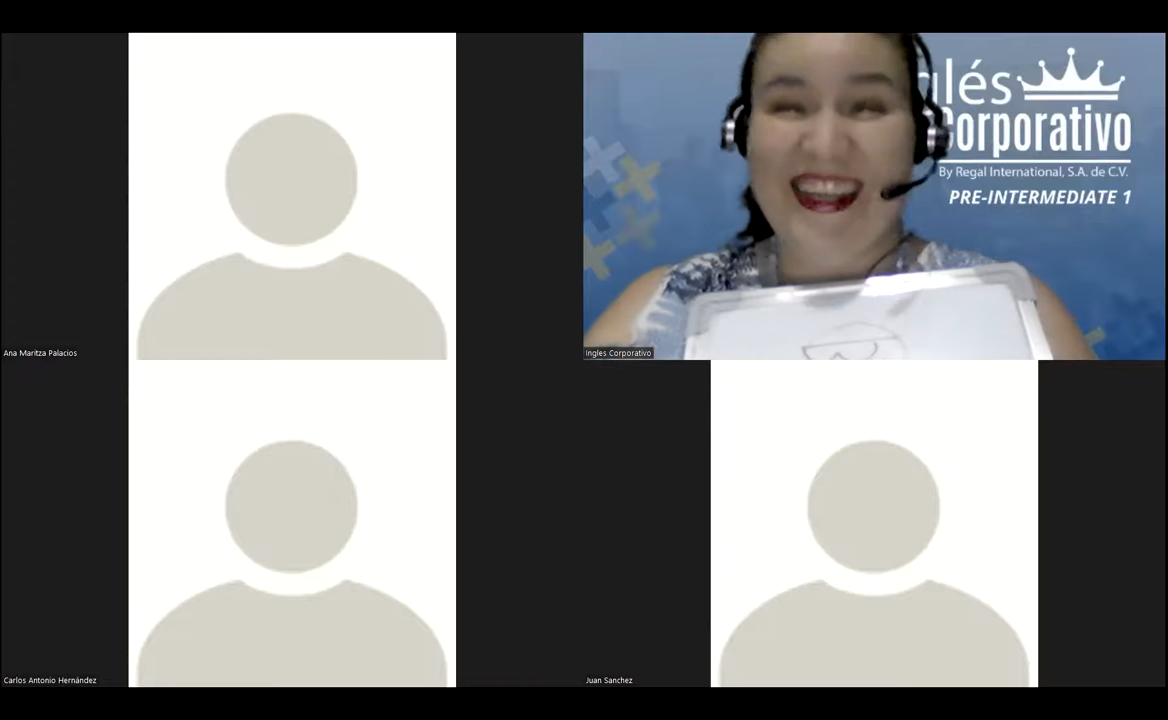 Ana Maritza Palacios
glés
Corporativo
By Regal International, S.A. de C.V.
PRE-INTERMEDIATE 1
Ingles Corporativo
Carlos Antonio Hernández
Juan Sanchez